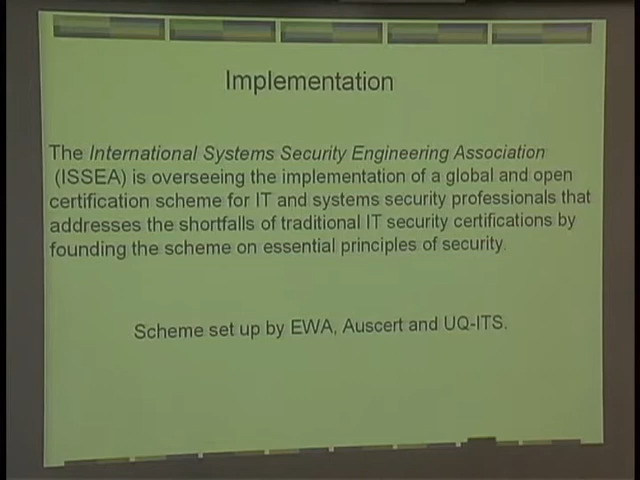 Implementation
The International Systems Security Engineering Association
(ISSEA) is overseeing the implementation of a global and open
certification scheme for IT and systems security professionals that
addresses the shortfalls of traditional IT security certifications by
founding the scheme on essential principles of security.
Scheme set up by EWA, Auscert and UQ-ITS.